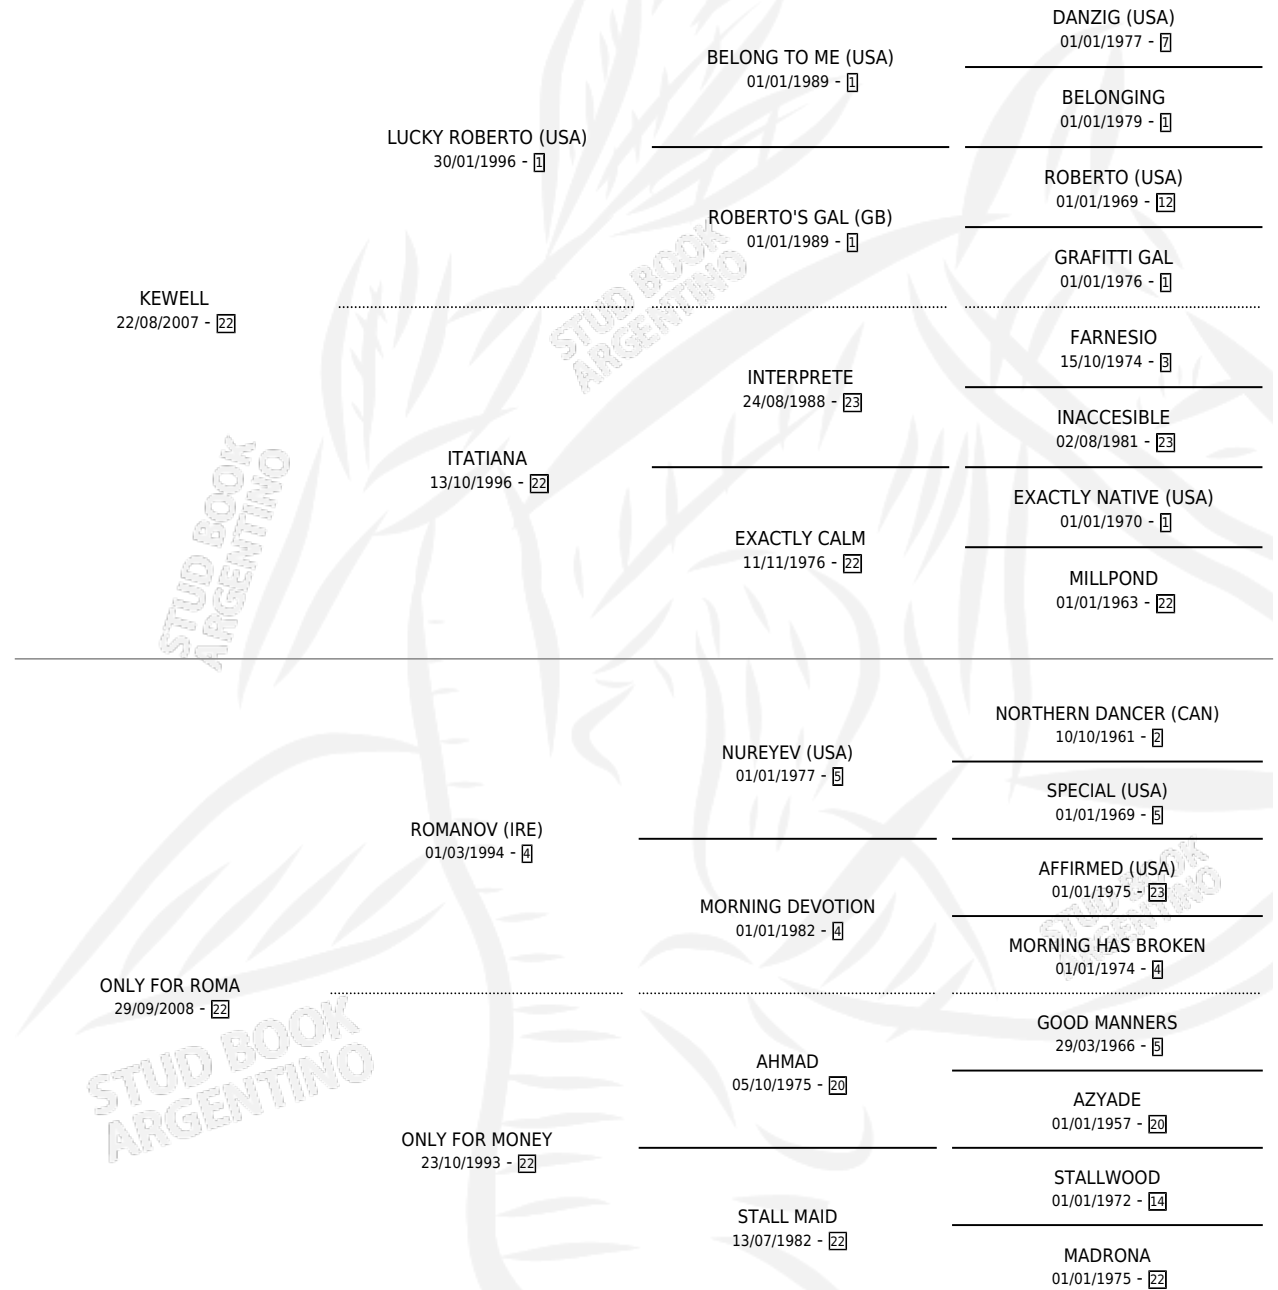 DANZIG (USA)
01/01/1977 - 7
BELONG TO ME (USA)
01/01/1989 - 1
BELONGING
01/01/1979 - 1
LUCKY ROBERTO (USA)
30/01/1996 - 1
ROBERTO (USA)
01/01/1969 - 12
ROBERTO'S GAL (GB)
01/01/1989 - 1
GRAFITTI GAL
01/01/1976 - 1
KEWELL
22/08/2007 - 22
STUD BOOK
ARGENTINO
FARNESIO
15/10/1974 - 3
INTERPRETE
24/08/1988 - 23
INACCESIBLE
02/08/1981 - 23
ITATIANA
13/10/1996 - 22
EXACTLY NATIVE (USA)
01/01/1970 - 1
EXACTLY CALM
11/11/1976 - 22
MILLPOND
01/01/1963 - 22
STUD BOOK
ARGENTINO
NORTHERN DANCER (CAN)
10/10/1961 - 2
NUREYEV (USA)
01/01/1977 - 5
SPECIAL (USA)
01/01/1969 - 5
ROMANOV (IRE)
01/03/1994 - 4
AFFIRMED (USA)
01/01/1975 - 23
MORNING DEVOTION
01/01/1982 - 4
MORNING HAS BROKEN
01/01/1974 - 4
STUD BOOK
ARGENTINO
ONLY FOR ROMA
29/09/2008 - 22
GOOD MANNERS
29/03/1966 - 5
AHMAD
05/10/1975 - 20
AZYADE
01/01/1957 - 20
STUD BOOK
ARGENTINO
ONLY FOR MONEY
23/10/1993 - 22
STALLWOOD
01/01/1972 - 14
STALL MAID
13/07/1982 - 22
MADRONA
01/01/1975 - 22